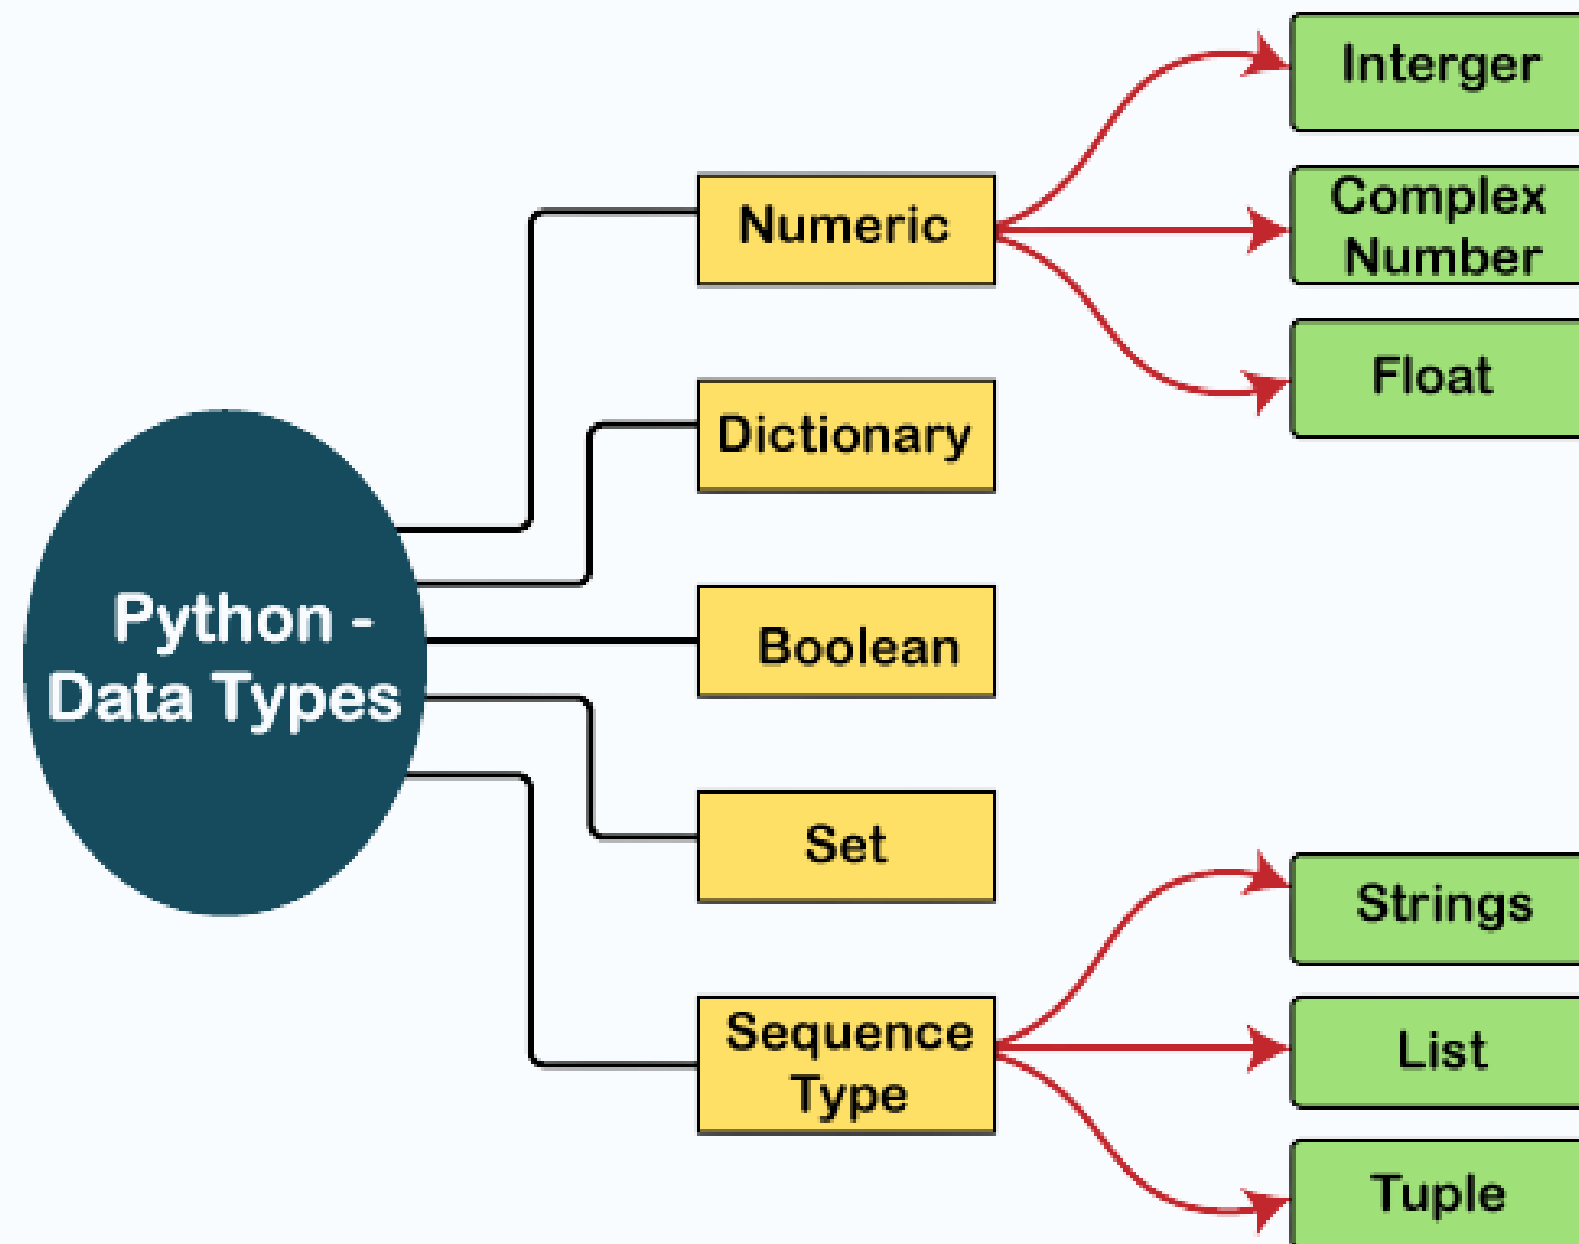 Interger
Complex
Number
Numeric
Float
Dictionary
Python -
Data Types
Boolean
Set
Strings
Sequence
Type
List
Tuple